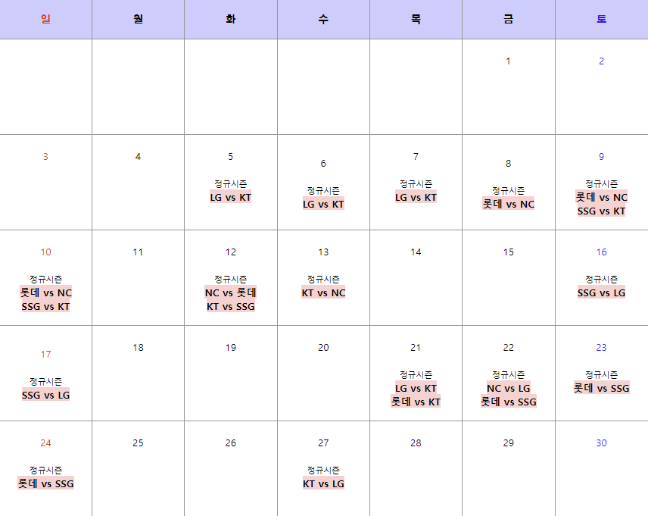 일 월 화 수 목 금 토
1 2
3 4 5 6 7 8 9
정규시즌 정규시즌 정규시즌 정규시즌 정규시즌
LG vs KT LG vs KT LG vs KT 롯데 vs NC 롯데 vs NC
SSG vs KT
10 11 12 13 14 15 16
정규시즌 정규시즌 정규시즌 정규시즌
롯데 vs NC NC vs 롯데 KT vs NC SSG vs LG
SSG vs KT KT vs SSG
17 18 19 20 21 22 23
정규시즌 정규시즌 정규시즌 정규시즌
SSG vs LG LG vs KT NC vs LG 롯데 vs SSG
롯데 vs KT 롯데 vs SSG
24 25 26 27 28 29 30
정규시즌 정규시즌
롯데 vs SSG KT vs LG